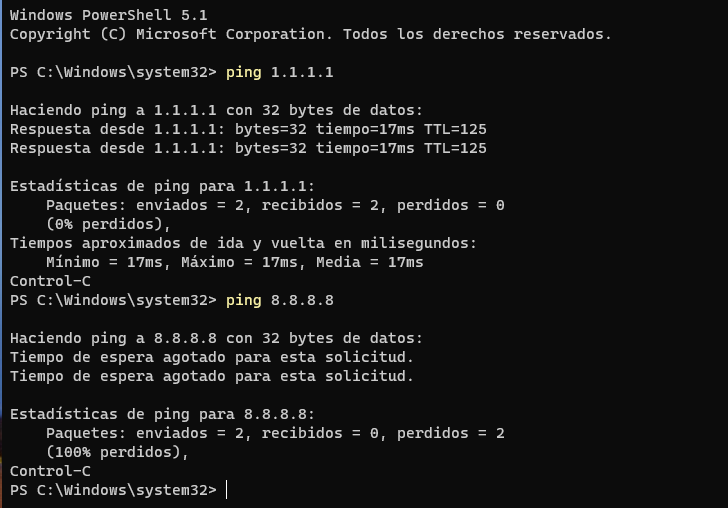 Windows PowerShell 5.1
Copyright (C) Microsoft Corporation. Todos los derechos reservados.
PS C:\Windows\system32> ping 1.1.1.1
Haciendo ping a 1.1.1.1 con 32 bytes de datos:
Respuesta desde 1.1.1.1: bytes=32 tiempo=17ms TTL=125
Respuesta desde 1.1.1.1: bytes=32 tiempo=17ms TTL=125
Estadísticas de ping para 1.1.1.1:
    Paquetes: enviados = 2, recibidos = 2, perdidos = 0
    (0% perdidos),
Tiempos aproximados de ida y vuelta en milisegundos:
    Mínimo = 17ms, Máximo = 17ms, Media = 17ms
Control-C
PS C:\Windows\system32> ping 8.8.8.8
Haciendo ping a 8.8.8.8 con 32 bytes de datos:
Tiempo de espera agotado para esta solicitud.
Tiempo de espera agotado para esta solicitud.
Estadísticas de ping para 8.8.8.8:
    Paquetes: enviados = 2, recibidos = 0, perdidos = 2
    (100% perdidos),
Control-C
PS C:\Windows\system32>